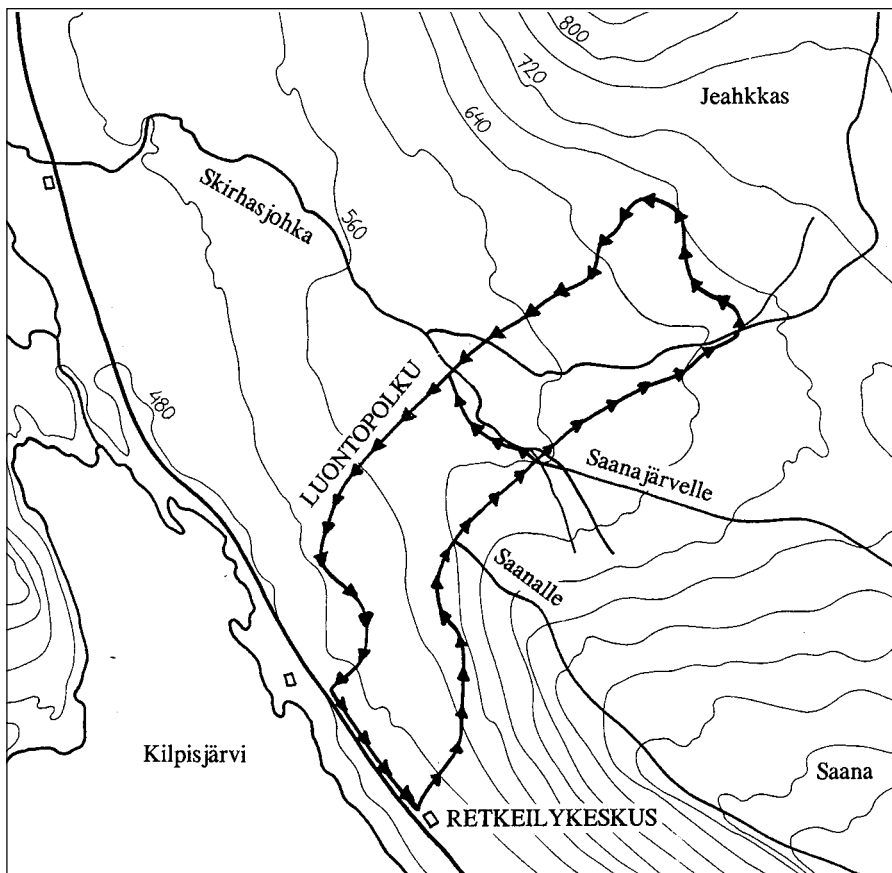 800
720
Jeahkkas
640
Skirhasjohka
560
480
LUONTOPOLKU
Saanajärvelle
Saanalle
Kilpisjärvi
Saana
RETKEILYKESKUS